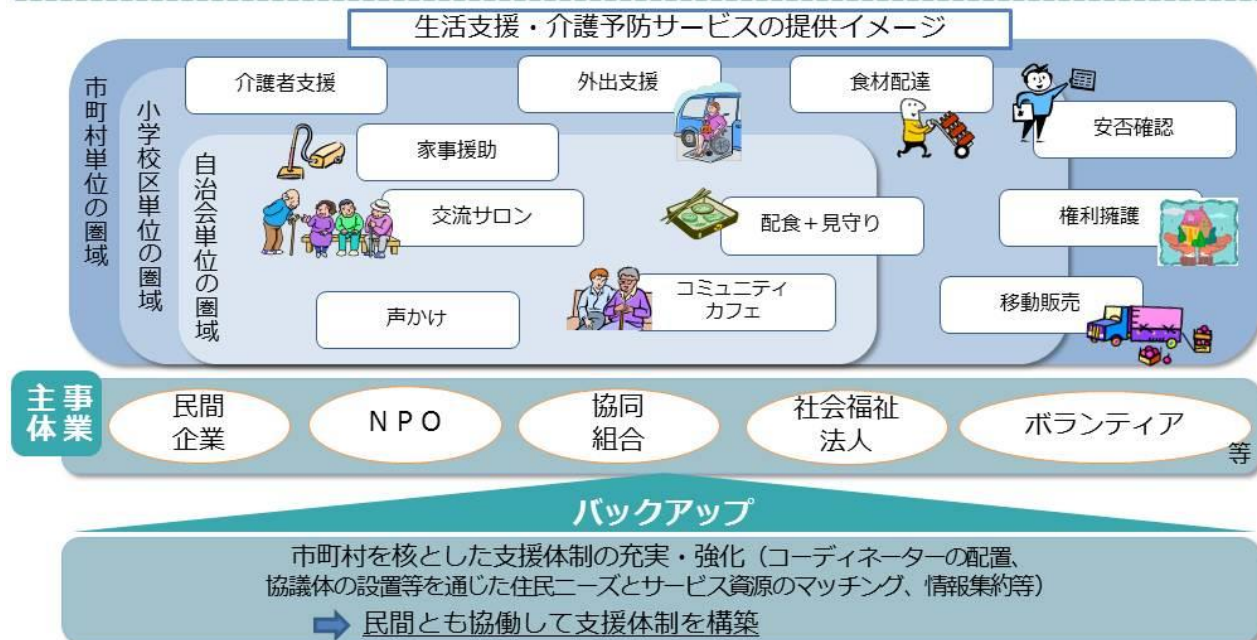 生活支援・介護予防サービスの提供イメージ
市町村単位の圏域
小学校区単位の圏域
自治会単位の圏域
介護者支援
外出支援
食材配達
安否確認
家事援助
交流サロン
配食＋見守り
権利擁護
声かけ
コミュニティ
カフェ
移動販売
事業
主体
民間
企業
ＮＰＯ
協同
組合
社会福祉
法人
ボランティア
等
バックアップ
市町村を核とした支援体制の充実・強化（コーディネーターの配置、
協議体の設置等を通じた住民ニーズとサービス資源のマッチング、情報集約等）
民間とも協働して支援体制を構築